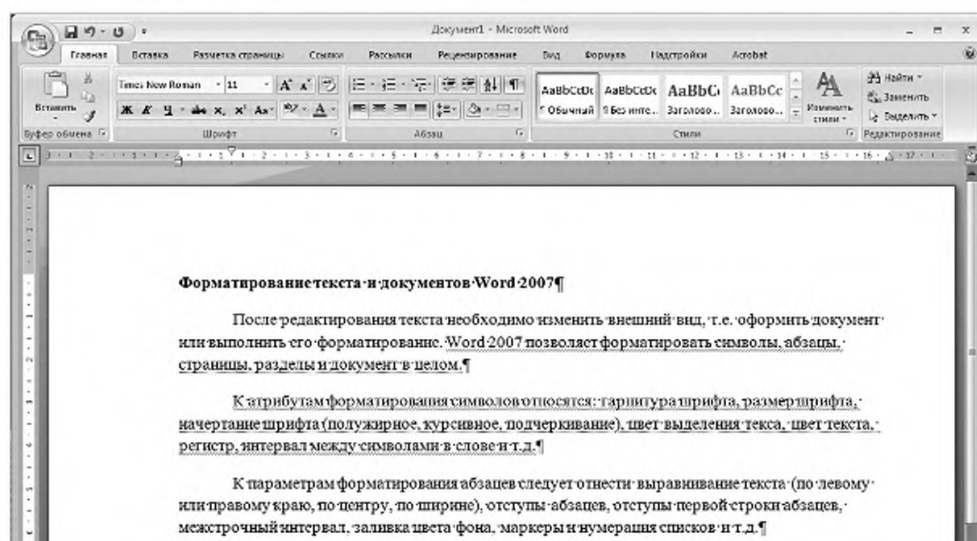 Документ1 - Microsoft Word
Главная Вставка Разметка страницы Ссылки Рассылки Рецензирование Вид Формула Надстройки Acrobat
Times New Roman 11 AaBbCcDc AaBbCcDc AaBbC AaBbCc Найти
Вставить Обычный Без инте... Заголово... Заголово... Изменить стили Заменить
Выделить
Буфер обмена Шрифт Абзац Стили Редактирование
Форматирование текста и документов Word 2007¶
После редактирования текста необходимо изменить внешний вид, т.е. оформить документ
или выполнить его форматирование. Word 2007 позволяет форматировать символы, абзацы,
страницы, разделы и документ в целом.¶
К атрибутам форматирования символов относятся: гарнитура шрифта, размер шрифта,
начертание шрифта (полужирное, курсивное, подчеркивание), цвет выделения текса, цвет текста,
регистр, интервал между символами в слове и т.д.¶
К параметрам форматирования абзацев следует отнести выравнивание текста (по левому
или правому краю, по центру, по ширине), отступы абзацев, отступы первой строки абзацев,
межстрочный интервал, заливка цвета фона, маркеры и нумерация списков и т.д.¶